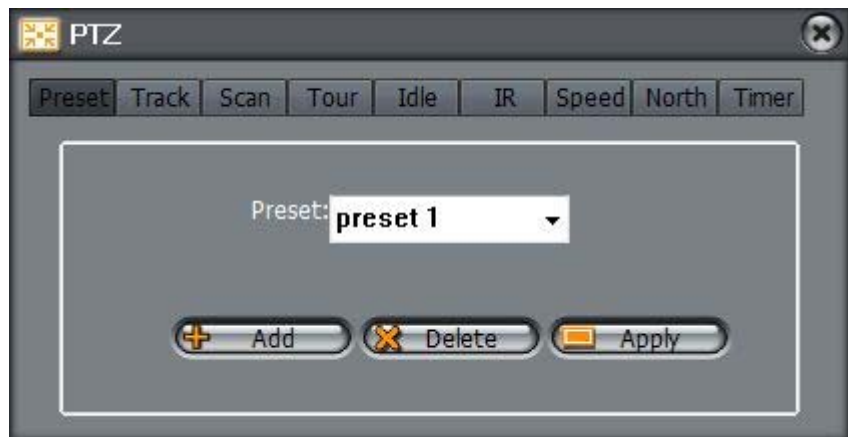 PTZ
Preset Track Scan Tour Idle IR Speed North Timer
Preset: preset 1
Add Delete Apply